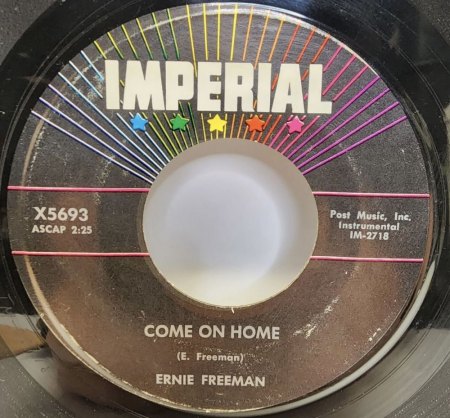 IMPERIAL
X5693
ASCAP 2:25
Post Music, Inc.
Instrumental
IM-2718
COME ON HOME
(E. Freeman)
ERNIE FREEMAN